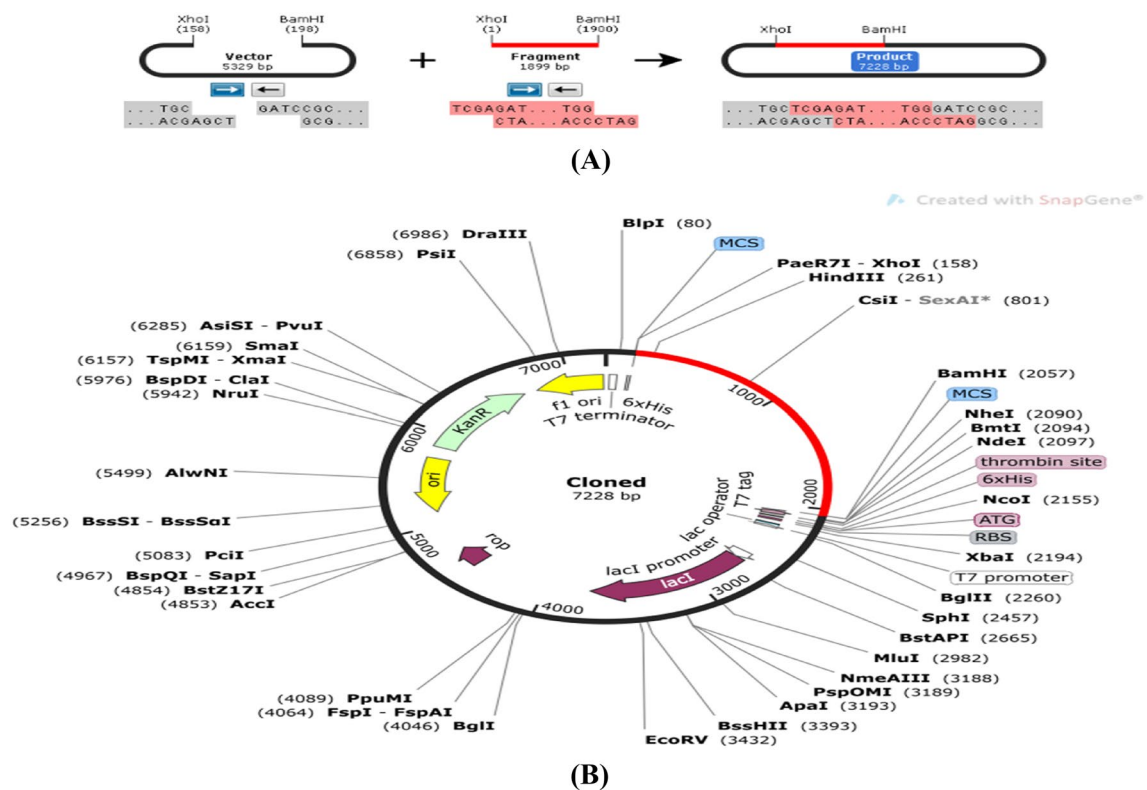 XhoI
(158)
BamHI
(198)
Vector
5329 bp
+
XhoI
(1)
BamHI
(1900)
Fragment
1899 bp
XhoI
BamHI
Product
7228 bp
...TGC
...ACGAGCT
GATCCGC...
GCG...
TCGAGAT...TGG
CTA...ACCCTAG
...TGCTCGAGAT...TGGGATCCGC...
...ACGAGCTCTA...ACCCTAGGCG...
(A)
Created with SnapGene®
(6986) DraIII
(6858) PsiI
(6285) AsiSI - PvuI
(6159) SmaI
(6157) TspMI - XmaI
(5976) BspDI - ClaI
(5942) NruI
(5499) AlwNI
(5256) BssSI - BssSαI
(5083) PciI
(4967) BspQI - SapI
(4854) BstZ17I
(4853) AccI
(4089) PpuMI
(4064) FspI - FspAI
(4046) BglI
BlpI (80)
MCS
PaeR7I - XhoI (158)
HindIII (261)
CsiI - SexAI* (801)
BamHI (2057)
MCS
NheI (2090)
BmtI (2094)
NdeI (2097)
thrombin site
6xHis
NcoI (2155)
ATG
RBS
XbaI (2194)
T7 promoter
BglII (2260)
SphI (2457)
BstAPI (2665)
MluI (2982)
NmeAIII (3188)
PspOMI (3189)
ApaI (3193)
BssHII (3393)
EcoRV (3432)
7000
1000
2000
3000
4000
5000
6000
f1 ori
6xHis
T7 terminator
KanR
ori
rop
lacI
lacI promoter
lac operator
T7 tag
Cloned
7228 bp
(B)